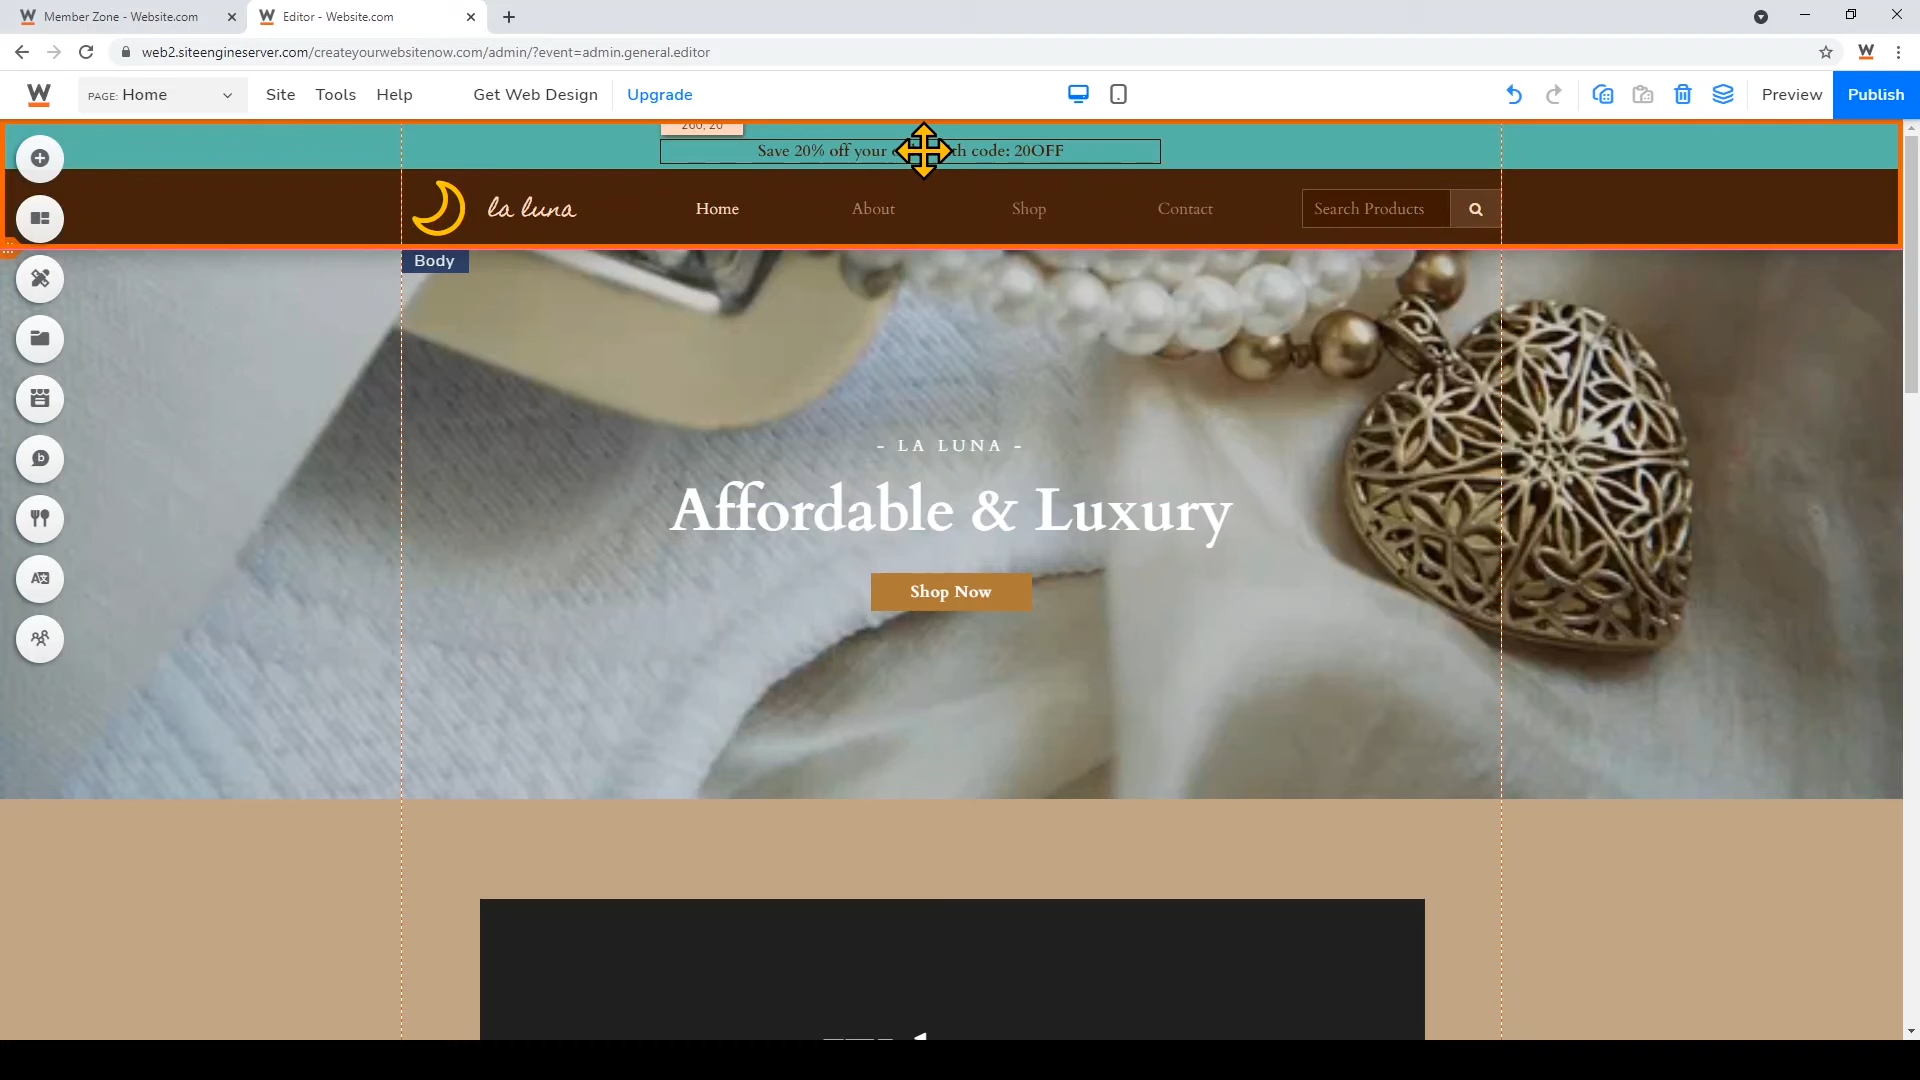 Member Zone - Website.com
Editor - Website.com
web2.siteengineserver.com/createyourwebsitenow.com/admin/?event=admin.general.editor
PAGE: Home
Site
Tools
Help
Get Web Design
Upgrade
Preview
Publish
Save 20% off your code: 20OFF
la luna
Home
About
Shop
Contact
Search Products
Body
- LA LUNA -
Affordable & Luxury
Shop Now